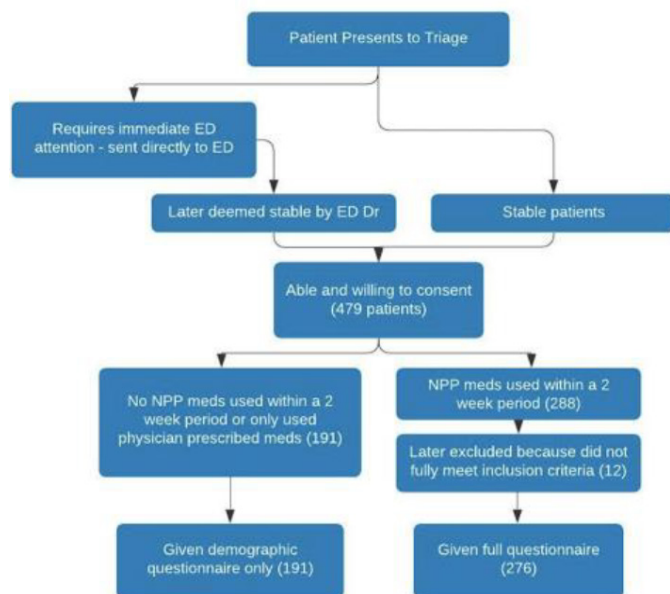 Patient Presents to Triage
Requires immediate ED
attention - sent directly to ED
Later deemed stable by ED Dr
Stable patients
Able and willing to consent
(479 patients)
No NPP meds used within a 2
week period or only used
physician prescribed meds (191)
NPP meds used within a 2
week period (288)
Later excluded because did not
fully meet inclusion criteria (12)
Given demographic
questionnaire only (191)
Given full questionnaire
(276)